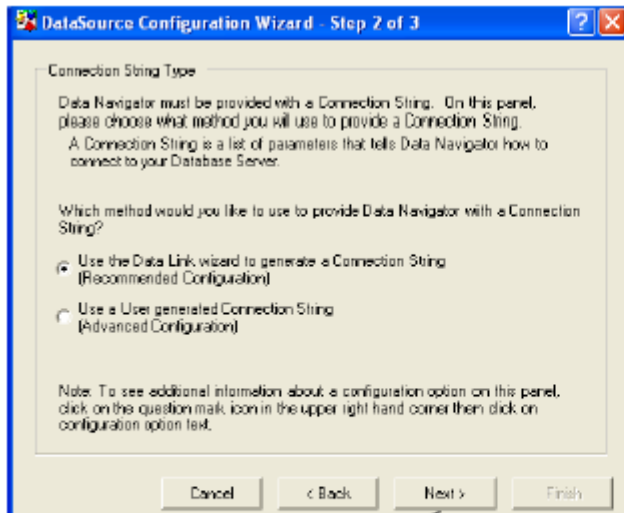 DataSource Configuration Wizard - Step 2 of 3
Connection String Type
Data Navigator must be provided with a Connection String. On this panel,
please choose what method you will use to provide a Connection String.
A Connection String is a list of parameters that tells Data Navigator how to
connect to your Database Server.
Which method would you like to use to provide Data Navigator with a Connection
String?
Use the Data Link wizard to generate a Connection String
(Recommended Configuration)
Use a User generated Connection String
(Advanced Configuration)
Note: To see additional information about a configuration option on this panel,
click on the question mark icon in the upper right hand corner them click on
configuration option text.
Cancel
< Back
Next >
Finish